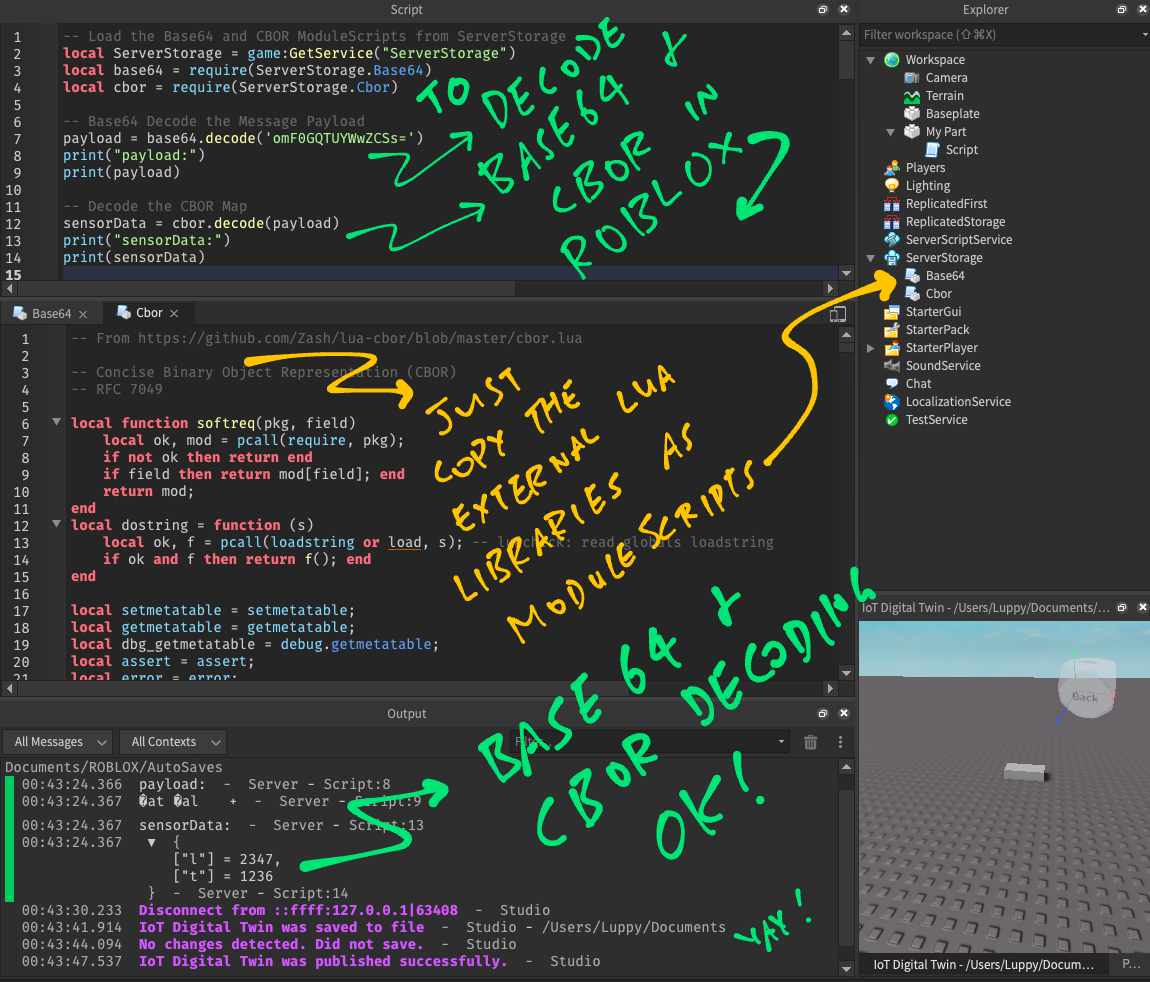 Script
1 -- Load the Base64 and CBOR ModuleScripts from ServerStorage
2 local ServerStorage = game:GetService("ServerStorage")
3 local base64 = require(ServerStorage.Base64)
4 local cbor = require(ServerStorage.Cbor)
5
6 -- Base64 Decode the Message Payload
7 payload = base64.decode('omF0GQTUYWwZCSs=')
8 print("payload:")
9 print(payload)
10
11 -- Decode the CBOR Map
12 sensorData = cbor.decode(payload)
13 print("sensorData:")
14 print(sensorData)
15
TO DECODE
BASE64 &
CBOR IN
ROBLOX
Base64
Cbor
1 -- From https://github.com/Zash/lua-cbor/blob/master/cbor.lua
2
3 -- Concise Binary Object Representation (CBOR)
4 -- RFC 7049
5
6 local function softreq(pkg, field)
7 local ok, mod = pcall(require, pkg);
8 if not ok then return end
9 if field then return mod[field]; end
10 return mod;
11 end
12 local dostring = function (s)
13 local ok, f = pcall(loadstring or load, s); -- luacheck: read globals loadstring
14 if ok and f then return f(); end
15 end
16
17 local setmetatable = setmetatable;
18 local getmetatable = getmetatable;
19 local dbg_getmetatable = debug.getmetatable;
20 local assert = assert;
21 local error = error;
JUST
COPY THE
EXTERNAL LUA
LIBRARIES AS
MODULESCRIPTS
Output
All Messages
All Contexts
Filter...
Documents/ROBLOX/AutoSaves
00:43:24.366 payload: - Server - Script:8
00:43:24.367 �at �al + - Server - Script:9
00:43:24.367 sensorData: - Server - Script:13
00:43:24.367 ▼ {
["l"] = 2347,
["t"] = 1236
} - Server - Script:14
00:43:30.233 Disconnect from ::ffff:127.0.0.1|63408 - Studio
00:43:41.914 IoT Digital Twin was saved to file - Studio - /Users/Luppy/Documents
00:43:44.094 No changes detected. Did not save. - Studio
00:43:47.537 IoT Digital Twin was published successfully. - Studio
BASE64 &
CBOR DECODING
OK!
YAY!
Explorer
Filter workspace (⇧⌘X)
Workspace
Camera
Terrain
Baseplate
My Part
Script
Players
Lighting
ReplicatedFirst
ReplicatedStorage
ServerScriptService
ServerStorage
Base64
Cbor
StarterGui
StarterPack
StarterPlayer
SoundService
Chat
LocalizationService
TestService
IoT Digital Twin - /Users/Luppy/Documents/...
Back
IoT Digital Twin - /Users/Luppy/Docum...
P...